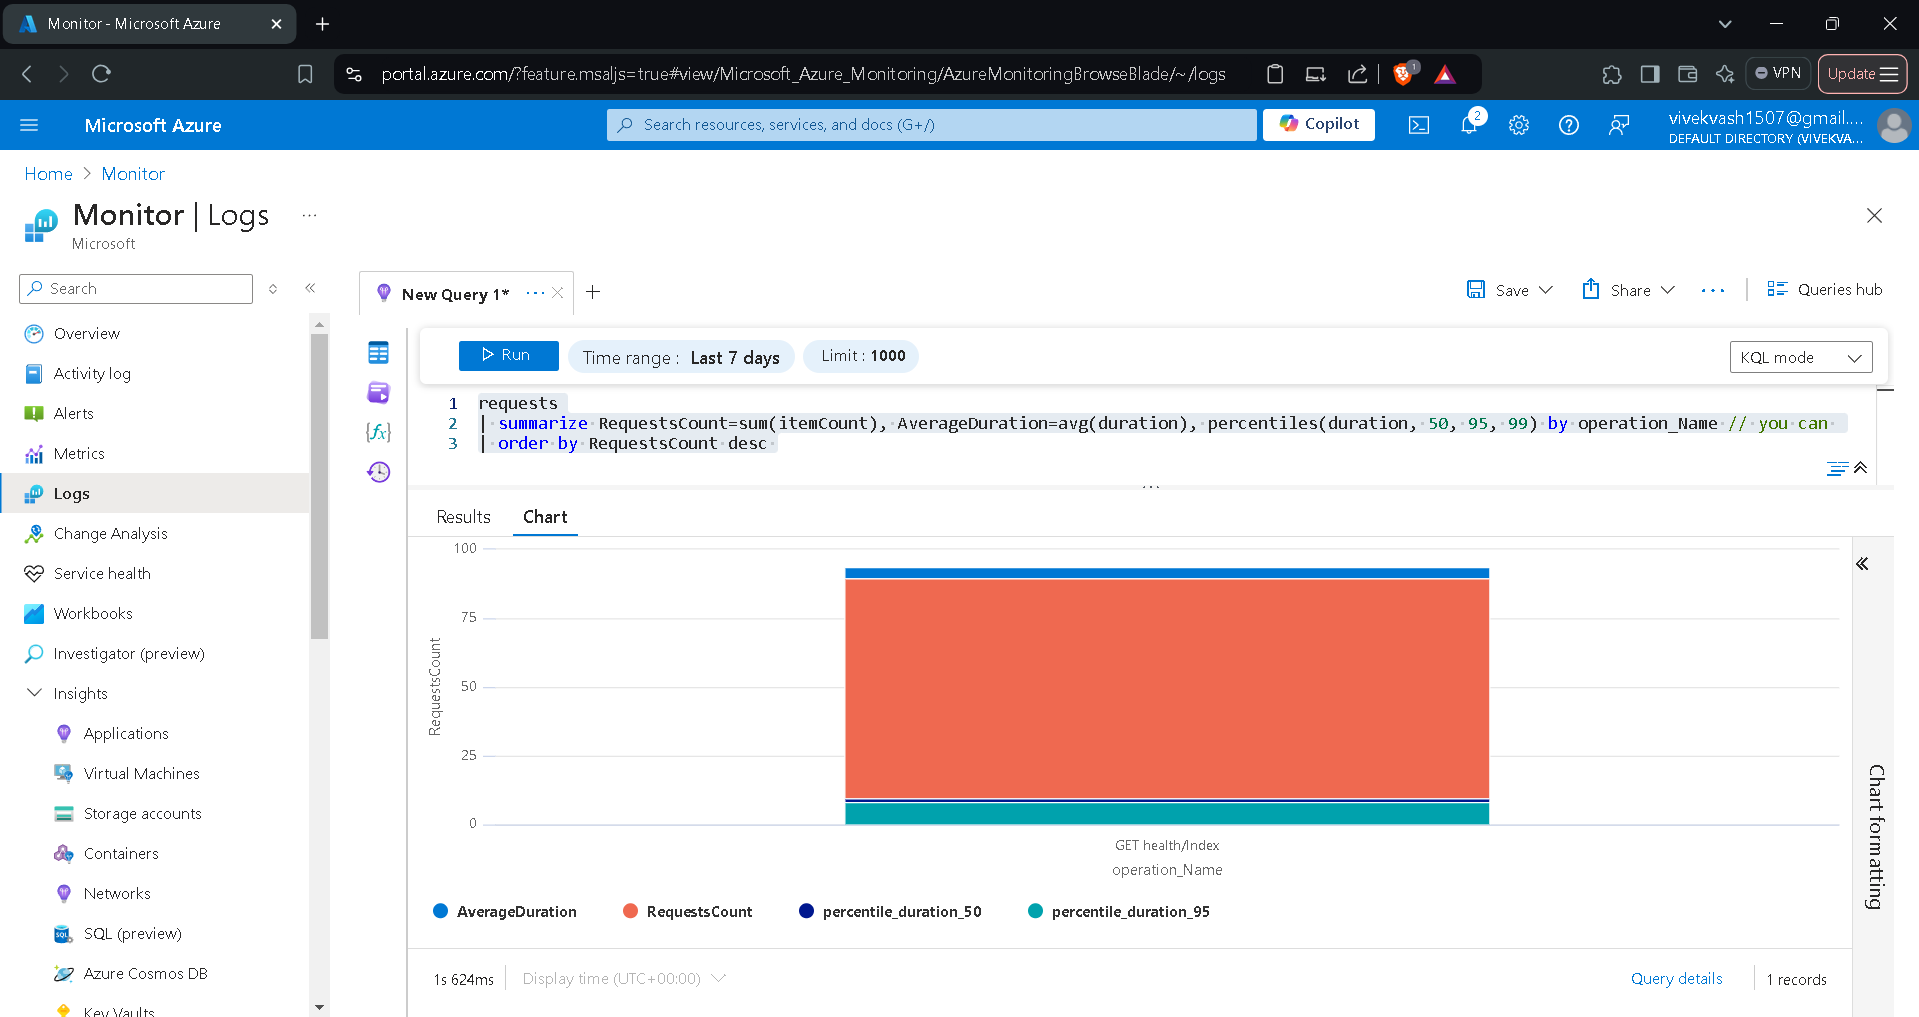 Monitor - Microsoft Azure
portal.azure.com/?feature.msaljs=true#view/Microsoft_Azure_Monitoring/AzureMonitoringBrowseBlade/~/logs
1
VPN
Update
Microsoft Azure
Search resources, services, and docs (G+/)
Copilot
2
vivekvash1507@gmail....
DEFAULT DIRECTORY (VIVEKVA...
Home > Monitor
Monitor | Logs
...
Microsoft
Search
Overview
Activity log
Alerts
Metrics
Logs
Change Analysis
Service health
Workbooks
Investigator (preview)
Insights
Applications
Virtual Machines
Storage accounts
Containers
Networks
SQL (preview)
Azure Cosmos DB
Key Vaults
New Query 1*
Save
Share
Queries hub
Run
Time range : Last 7 days
Limit : 1000
KQL mode
1 requests
2 | summarize RequestsCount=sum(itemCount), AverageDuration=avg(duration), percentiles(duration, 50, 95, 99) by operation_Name // you can
3 | order by RequestsCount desc
Results
Chart
100
75
50
25
0
RequestsCount
GET health/Index
operation_Name
AverageDuration
RequestsCount
percentile_duration_50
percentile_duration_95
Chart formatting
1s 624ms
Display time (UTC+00:00)
Query details
1 records